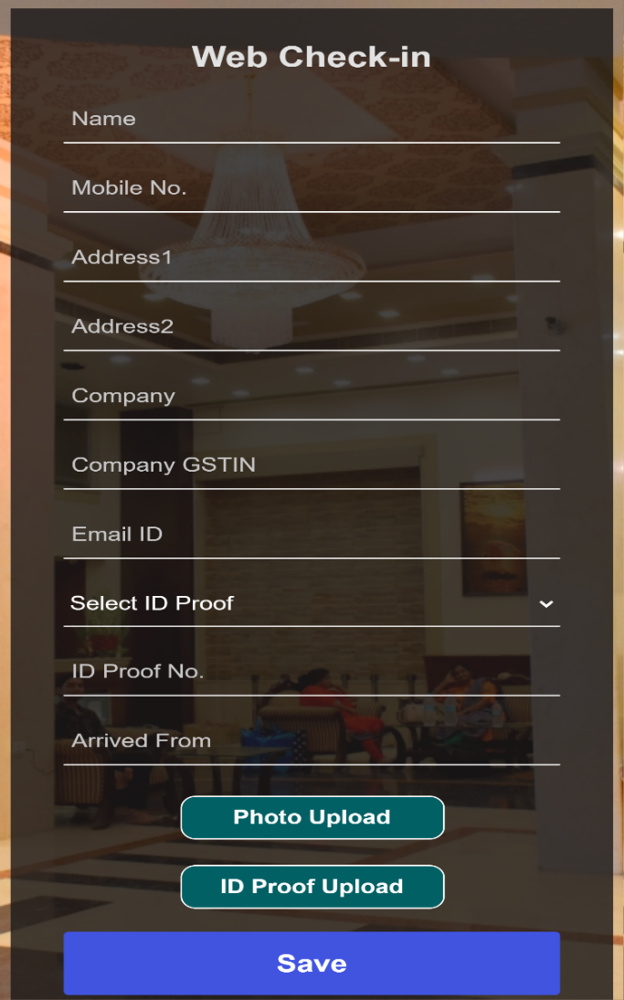 Web Check-in
Name
Mobile No.
Address1
Address2
Company
Company GSTIN
Email ID
Select ID Proof
ID Proof No.
Arrived From
Photo Upload
ID Proof Upload
Save